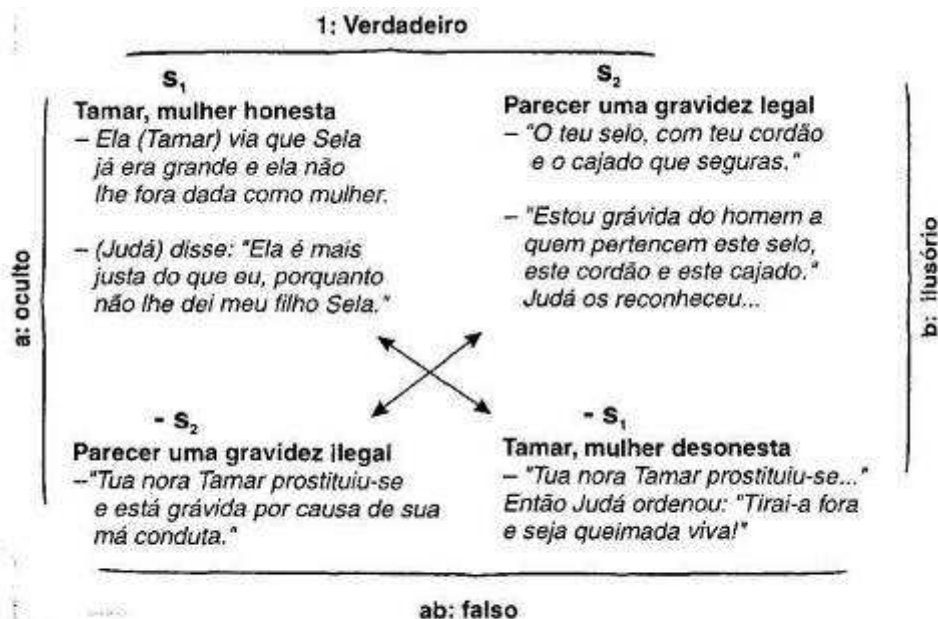 1: Verdadeiro
S₁
Tamar, mulher honesta
– Ela (Tamar) via que Sela
já era grande e ela não
lhe fora dada como mulher.
– (Judá) disse: "Ela é mais
justa do que eu, porquanto
não lhe dei meu filho Sela."
S₂
Parecer uma gravidez legal
– "O teu selo, com teu cordão
e o cajado que seguras."
– "Estou grávida do homem a
quem pertencem este selo,
este cordão e este cajado."
Judá os reconheceu...
a: oculto
b: ilusório
- S₂
Parecer uma gravidez ilegal
–"Tua nora Tamar prostituiu-se
e está grávida por causa de sua
má conduta."
- S₁
Tamar, mulher desonesta
– "Tua nora Tamar prostituiu-se..."
Então Judá ordenou: "Tirai-a fora
e seja queimada viva!"
ab: falso